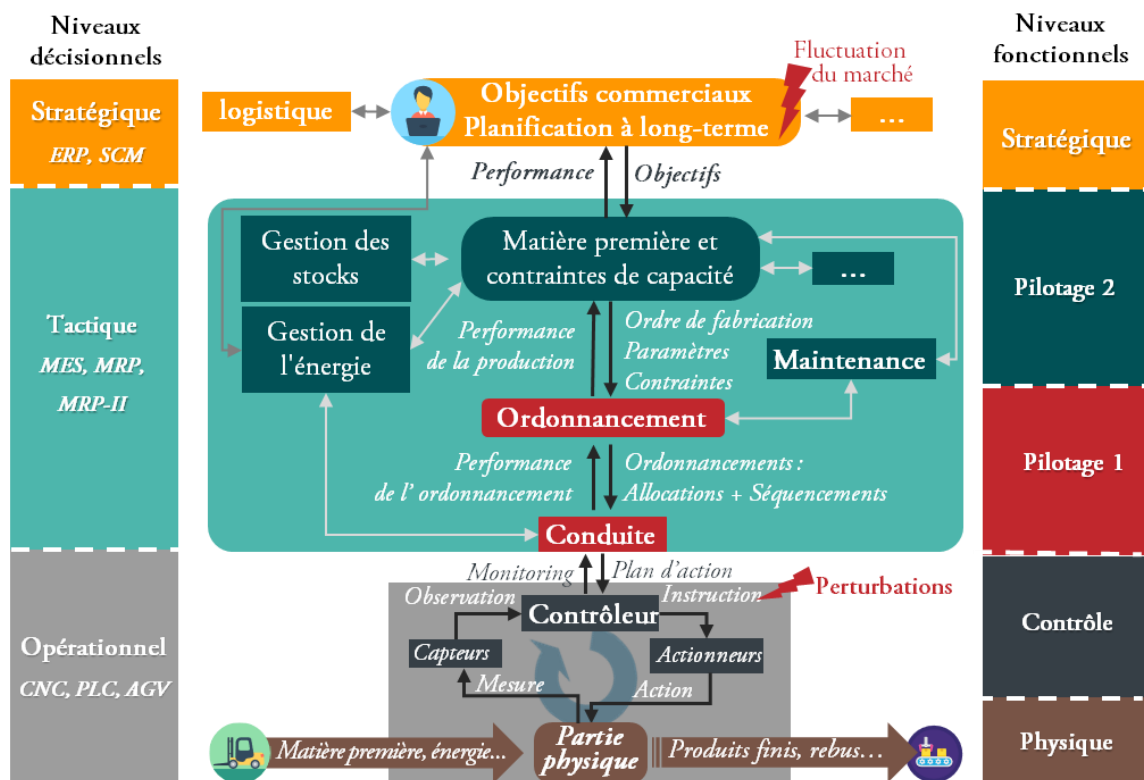 Niveaux
décisionnels
Stratégique
ERP, SCM
Tactique
MES, MRP,
MRP-II
Opérationnel
CNC, PLC, AGV
Fluctuation
du marché
logistique
Objectifs commerciaux
Planification à long-terme
...
Performance
Objectifs
Gestion des
stocks
Matière première et
contraintes de capacité
...
Gestion de
l'énergie
Performance
de la production
Ordre de fabrication
Paramètres
Contraintes
Maintenance
Ordonnancement
Performance
de l' ordonnancement
Ordonnancements :
Allocations + Séquencements
Conduite
Monitoring
Plan d'action
Observation
Instruction
Perturbations
Contrôleur
Capteurs
Actionneurs
Mesure
Action
Matière première, énergie...
Partie
physique
Produits finis, rebus...
Niveaux
fonctionnels
Stratégique
Pilotage 2
Pilotage 1
Contrôle
Physique